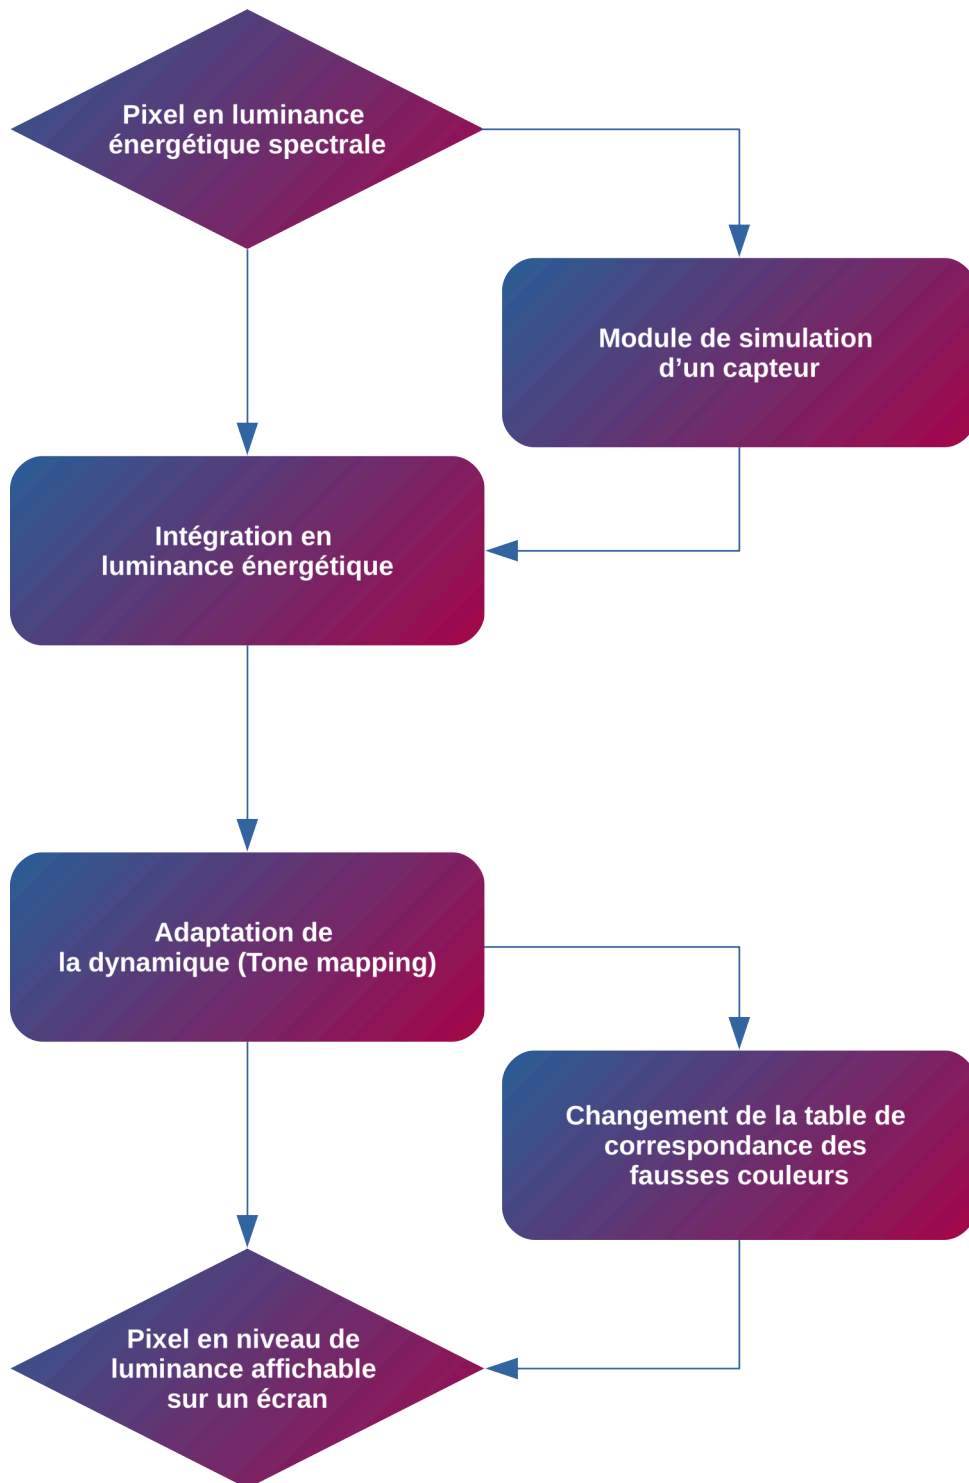 Pixel en luminance
énergétique spectrale
Module de simulation
d’un capteur
Intégration en
luminance énergétique
Adaptation de
la dynamique (Tone mapping)
Changement de la table de
correspondance des
fausses couleurs
Pixel en niveau de
luminance affichable
sur un écran